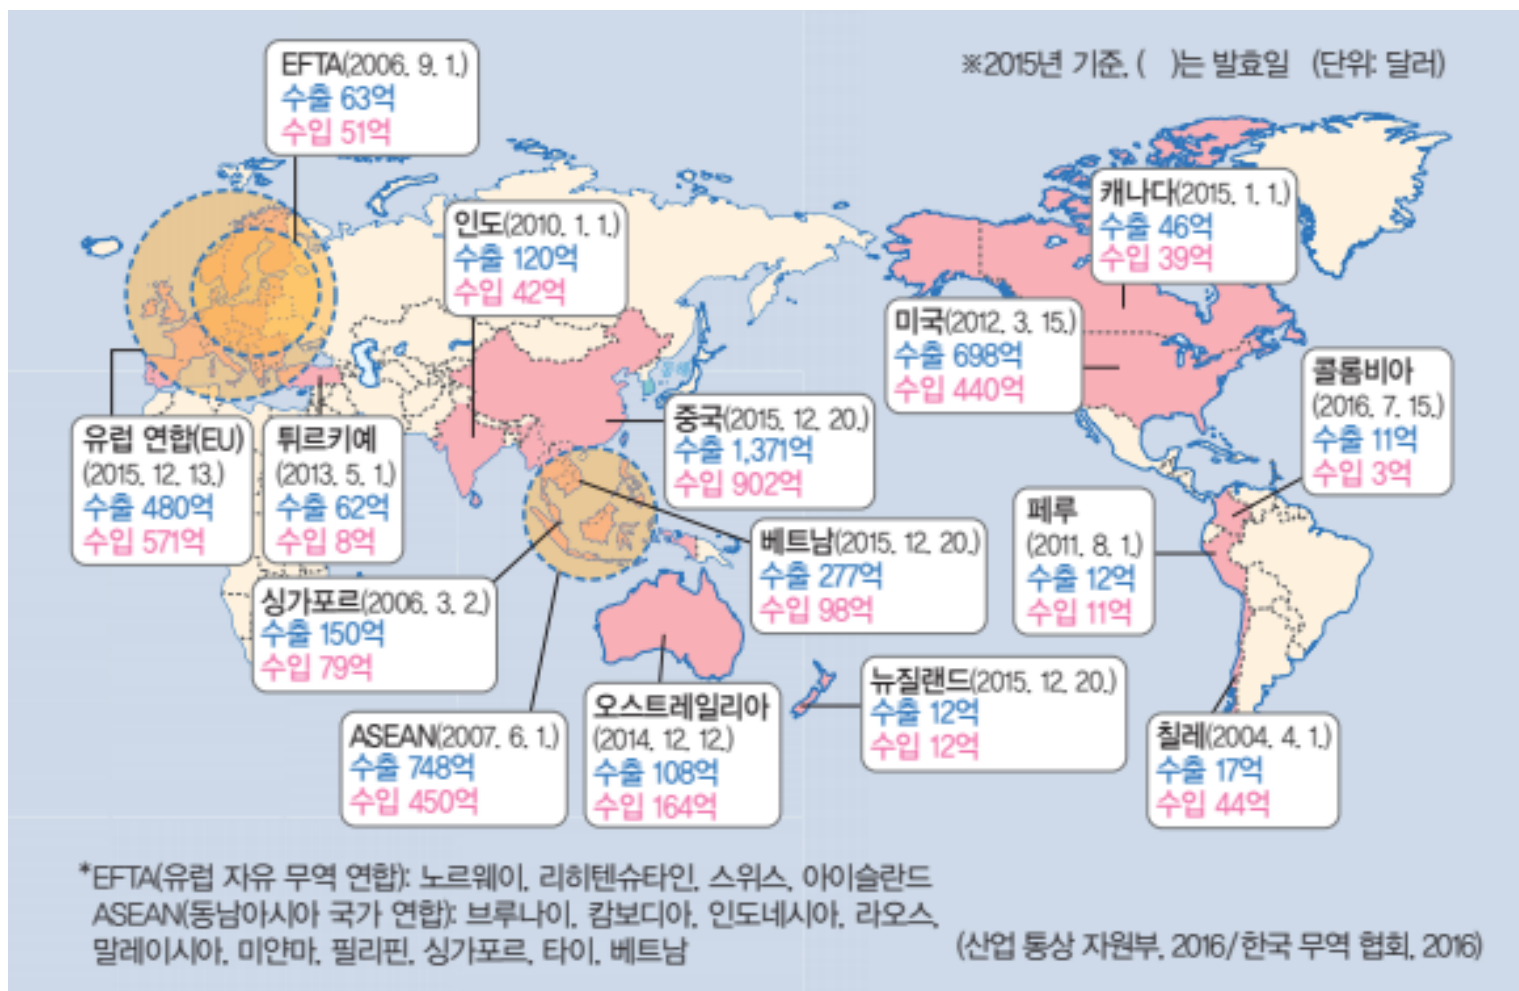 ※2015년 기준, ( )는 발효일 (단위: 달러)
EFTA(2006. 9. 1.)
수출 63억
수입 51억
인도(2010. 1. 1.)
수출 120억
수입 42억
캐나다(2015. 1. 1.)
수출 46억
수입 39억
미국(2012. 3. 15.)
수출 698억
수입 440억
콜롬비아
(2016. 7. 15.)
수출 11억
수입 3억
유럽 연합(EU)
(2015. 12. 13.)
수출 480억
수입 571억
튀르키예
(2013. 5. 1.)
수출 62억
수입 8억
중국(2015. 12. 20.)
수출 1,371억
수입 902억
페루
(2011. 8. 1.)
수출 12억
수입 11억
베트남(2015. 12. 20.)
수출 277억
수입 98억
싱가포르(2006. 3. 2.)
수출 150억
수입 79억
ASEAN(2007. 6. 1.)
수출 748억
수입 450억
오스트레일리아
(2014. 12. 12.)
수출 108억
수입 164억
뉴질랜드(2015. 12. 20.)
수출 12억
수입 12억
칠레(2004. 4. 1.)
수출 17억
수입 44억
*EFTA(유럽 자유 무역 연합): 노르웨이, 리히텐슈타인, 스위스, 아이슬란드
ASEAN(동남아시아 국가 연합): 브루나이, 캄보디아, 인도네시아, 라오스,
말레이시아, 미얀마, 필리핀, 싱가포르, 타이, 베트남
(산업 통상 자원부, 2016/한국 무역 협회, 2016)